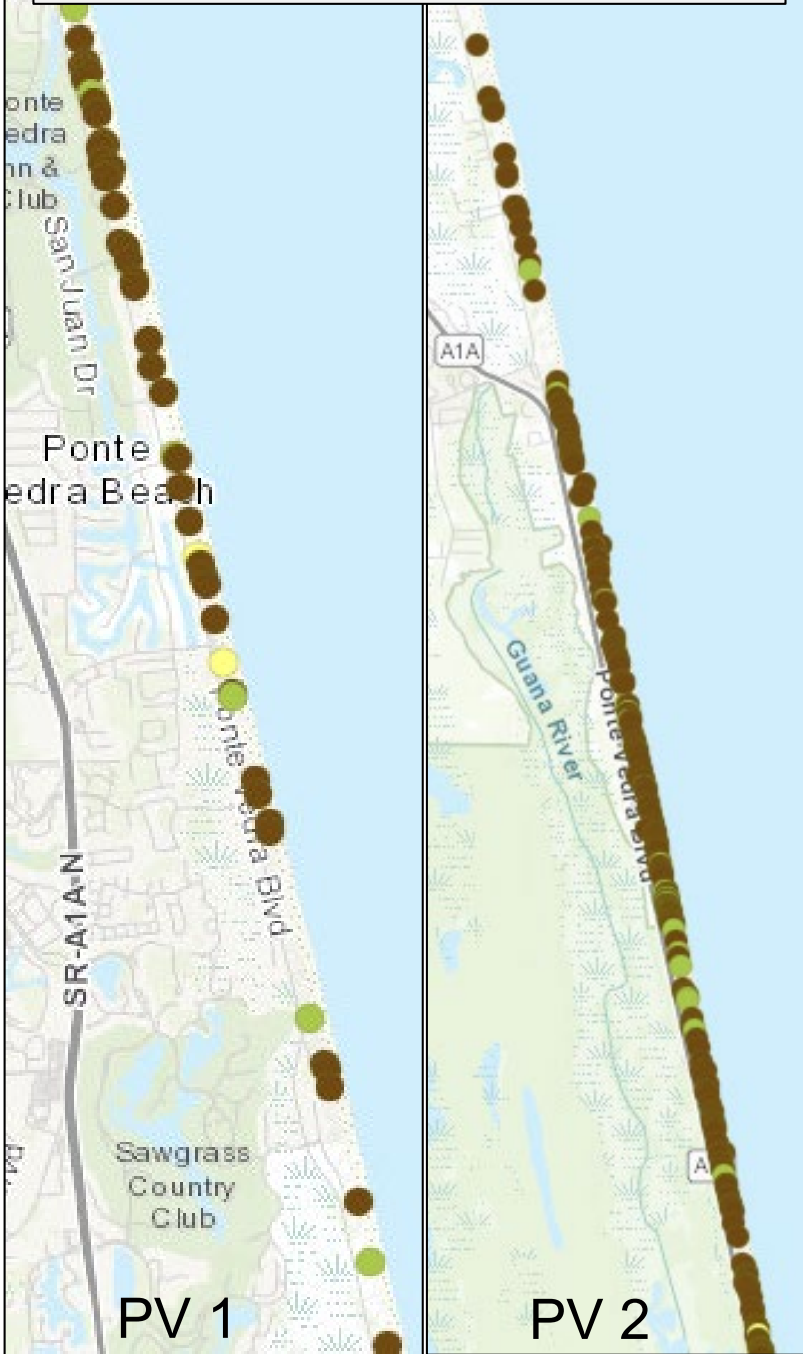 onte
edra
nn &
Club
San Juan Dr
Ponte
edra Beach
Ponte Vedra Blvd
SR-A1A-N
Sawgrass
Country
Club
PV 1
A1A
Guana River
Ponte Vedra Blvd
A
PV 2